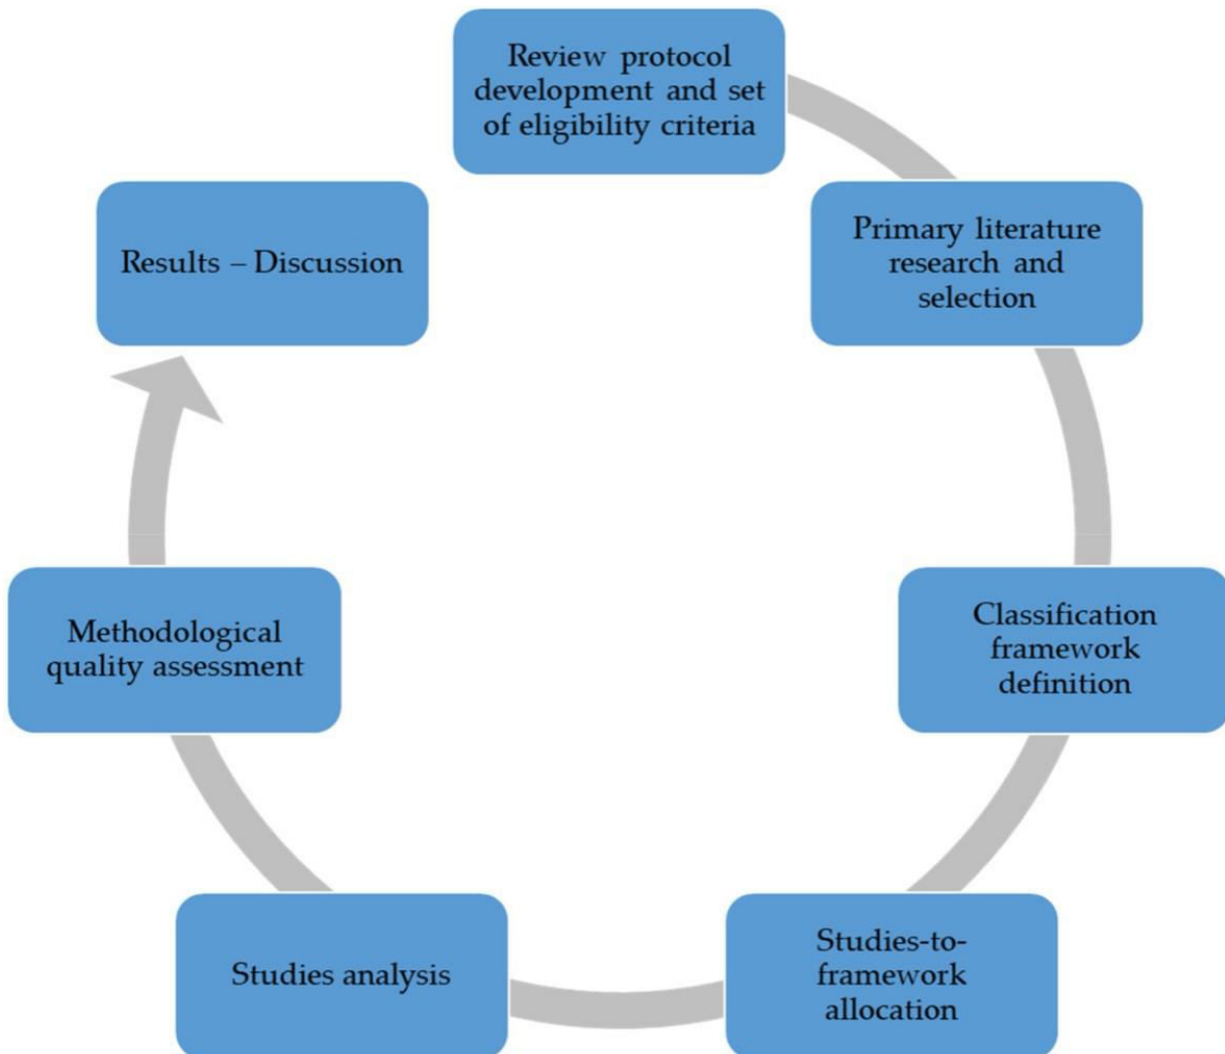 Review protocol
development and set
of eligibility criteria
Primary literature
research and
selection
Classification
framework
definition
Studies-to-
framework
allocation
Studies analysis
Methodological
quality assessment
Results – Discussion